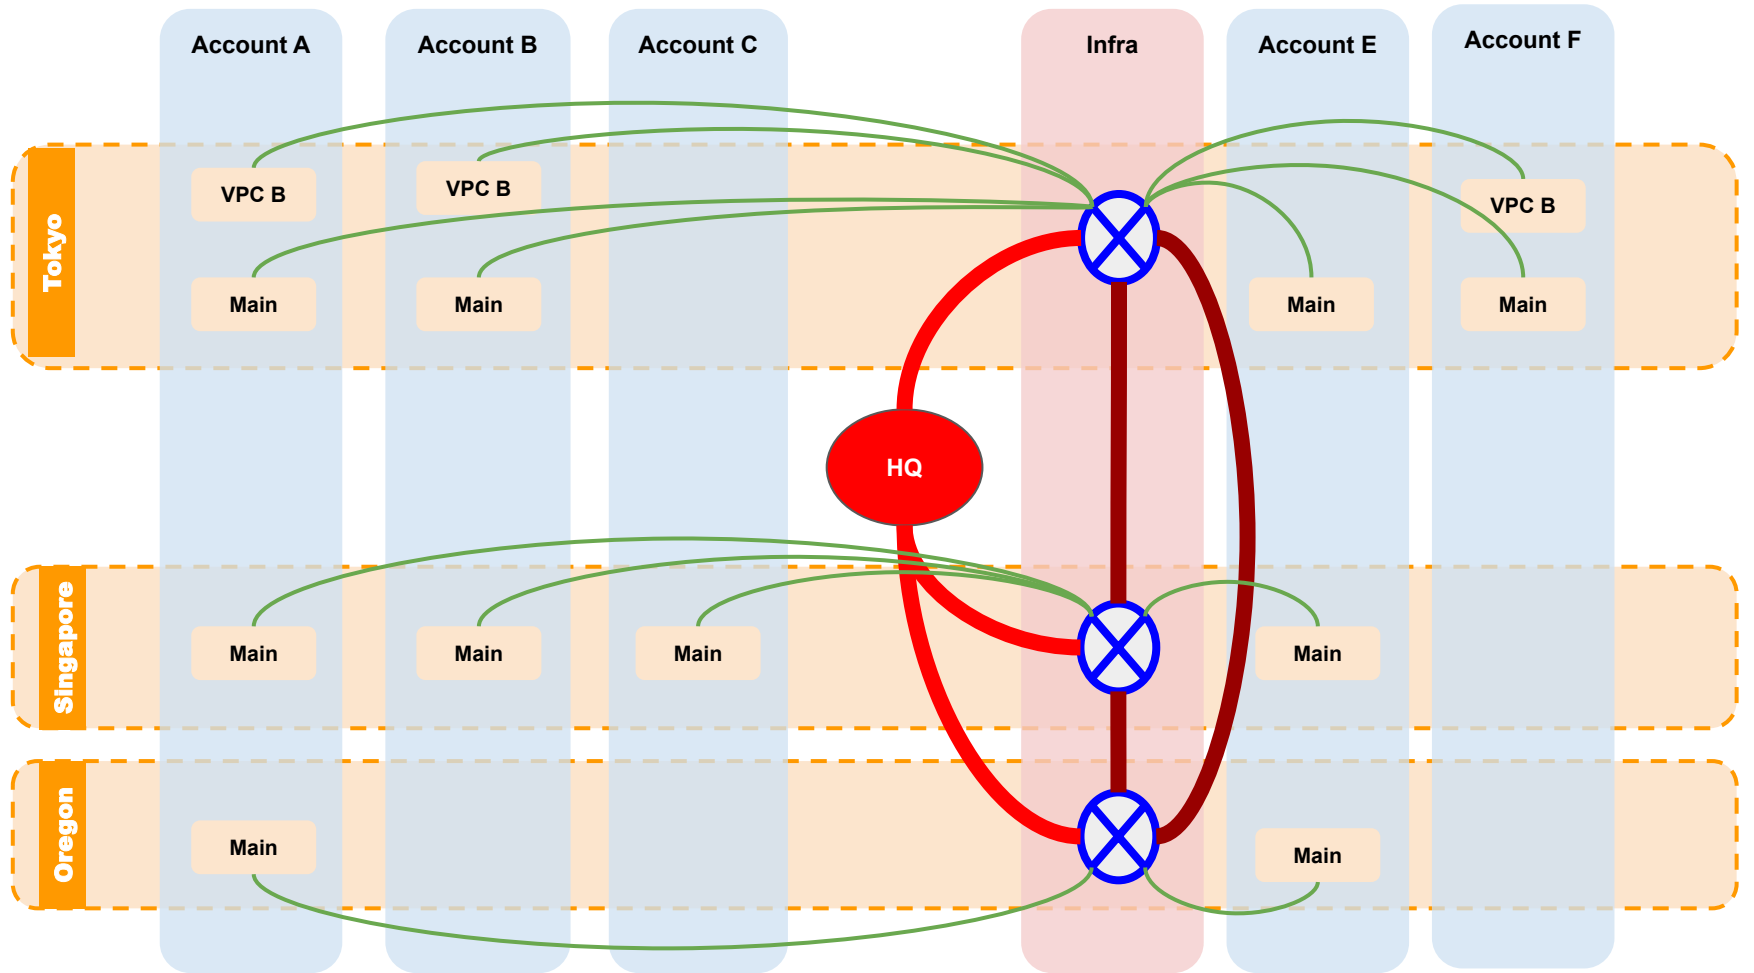 Account A
Account B
Account C
Infra
Account E
Account F
Tokyo
VPC B
VPC B
VPC B
Main
Main
Main
Main
HQ
Singapore
Main
Main
Main
Main
Oregon
Main
Main